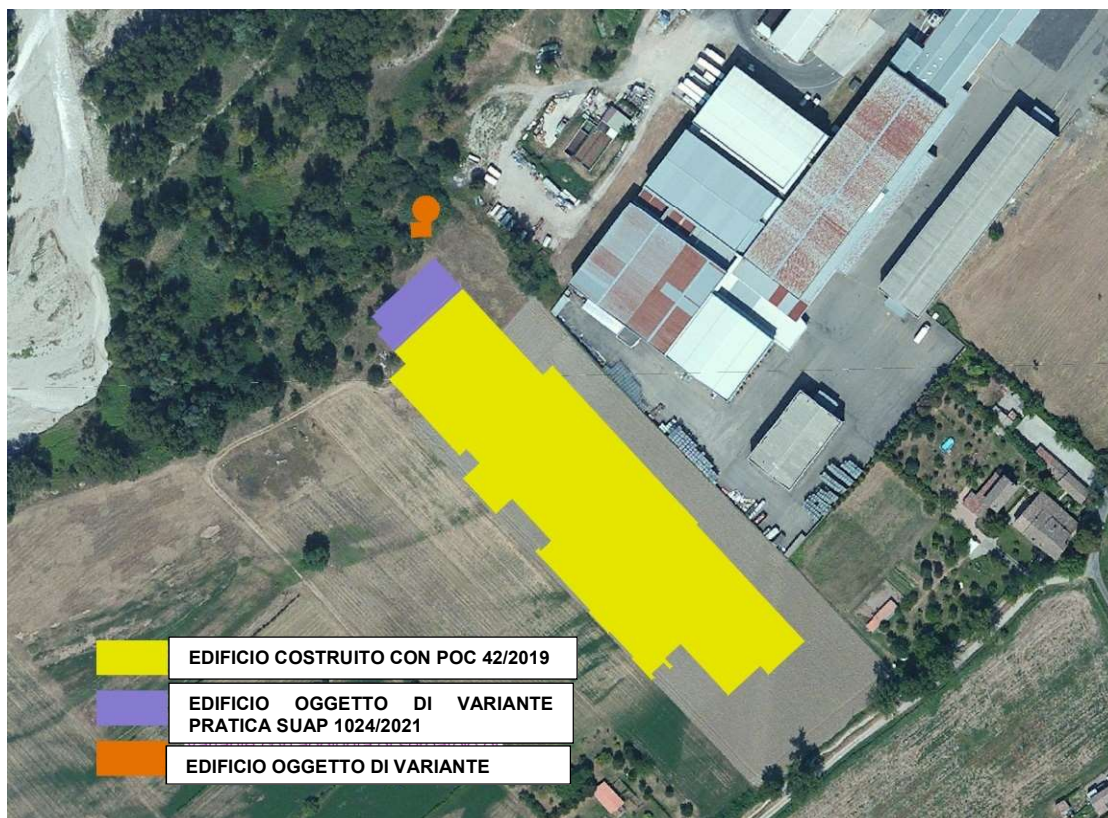 EDIFICIO COSTRUITO CON POC 42/2019
EDIFICIO OGGETTO DI VARIANTE
PRATICA SUAP 1024/2021
EDIFICIO OGGETTO DI VARIANTE